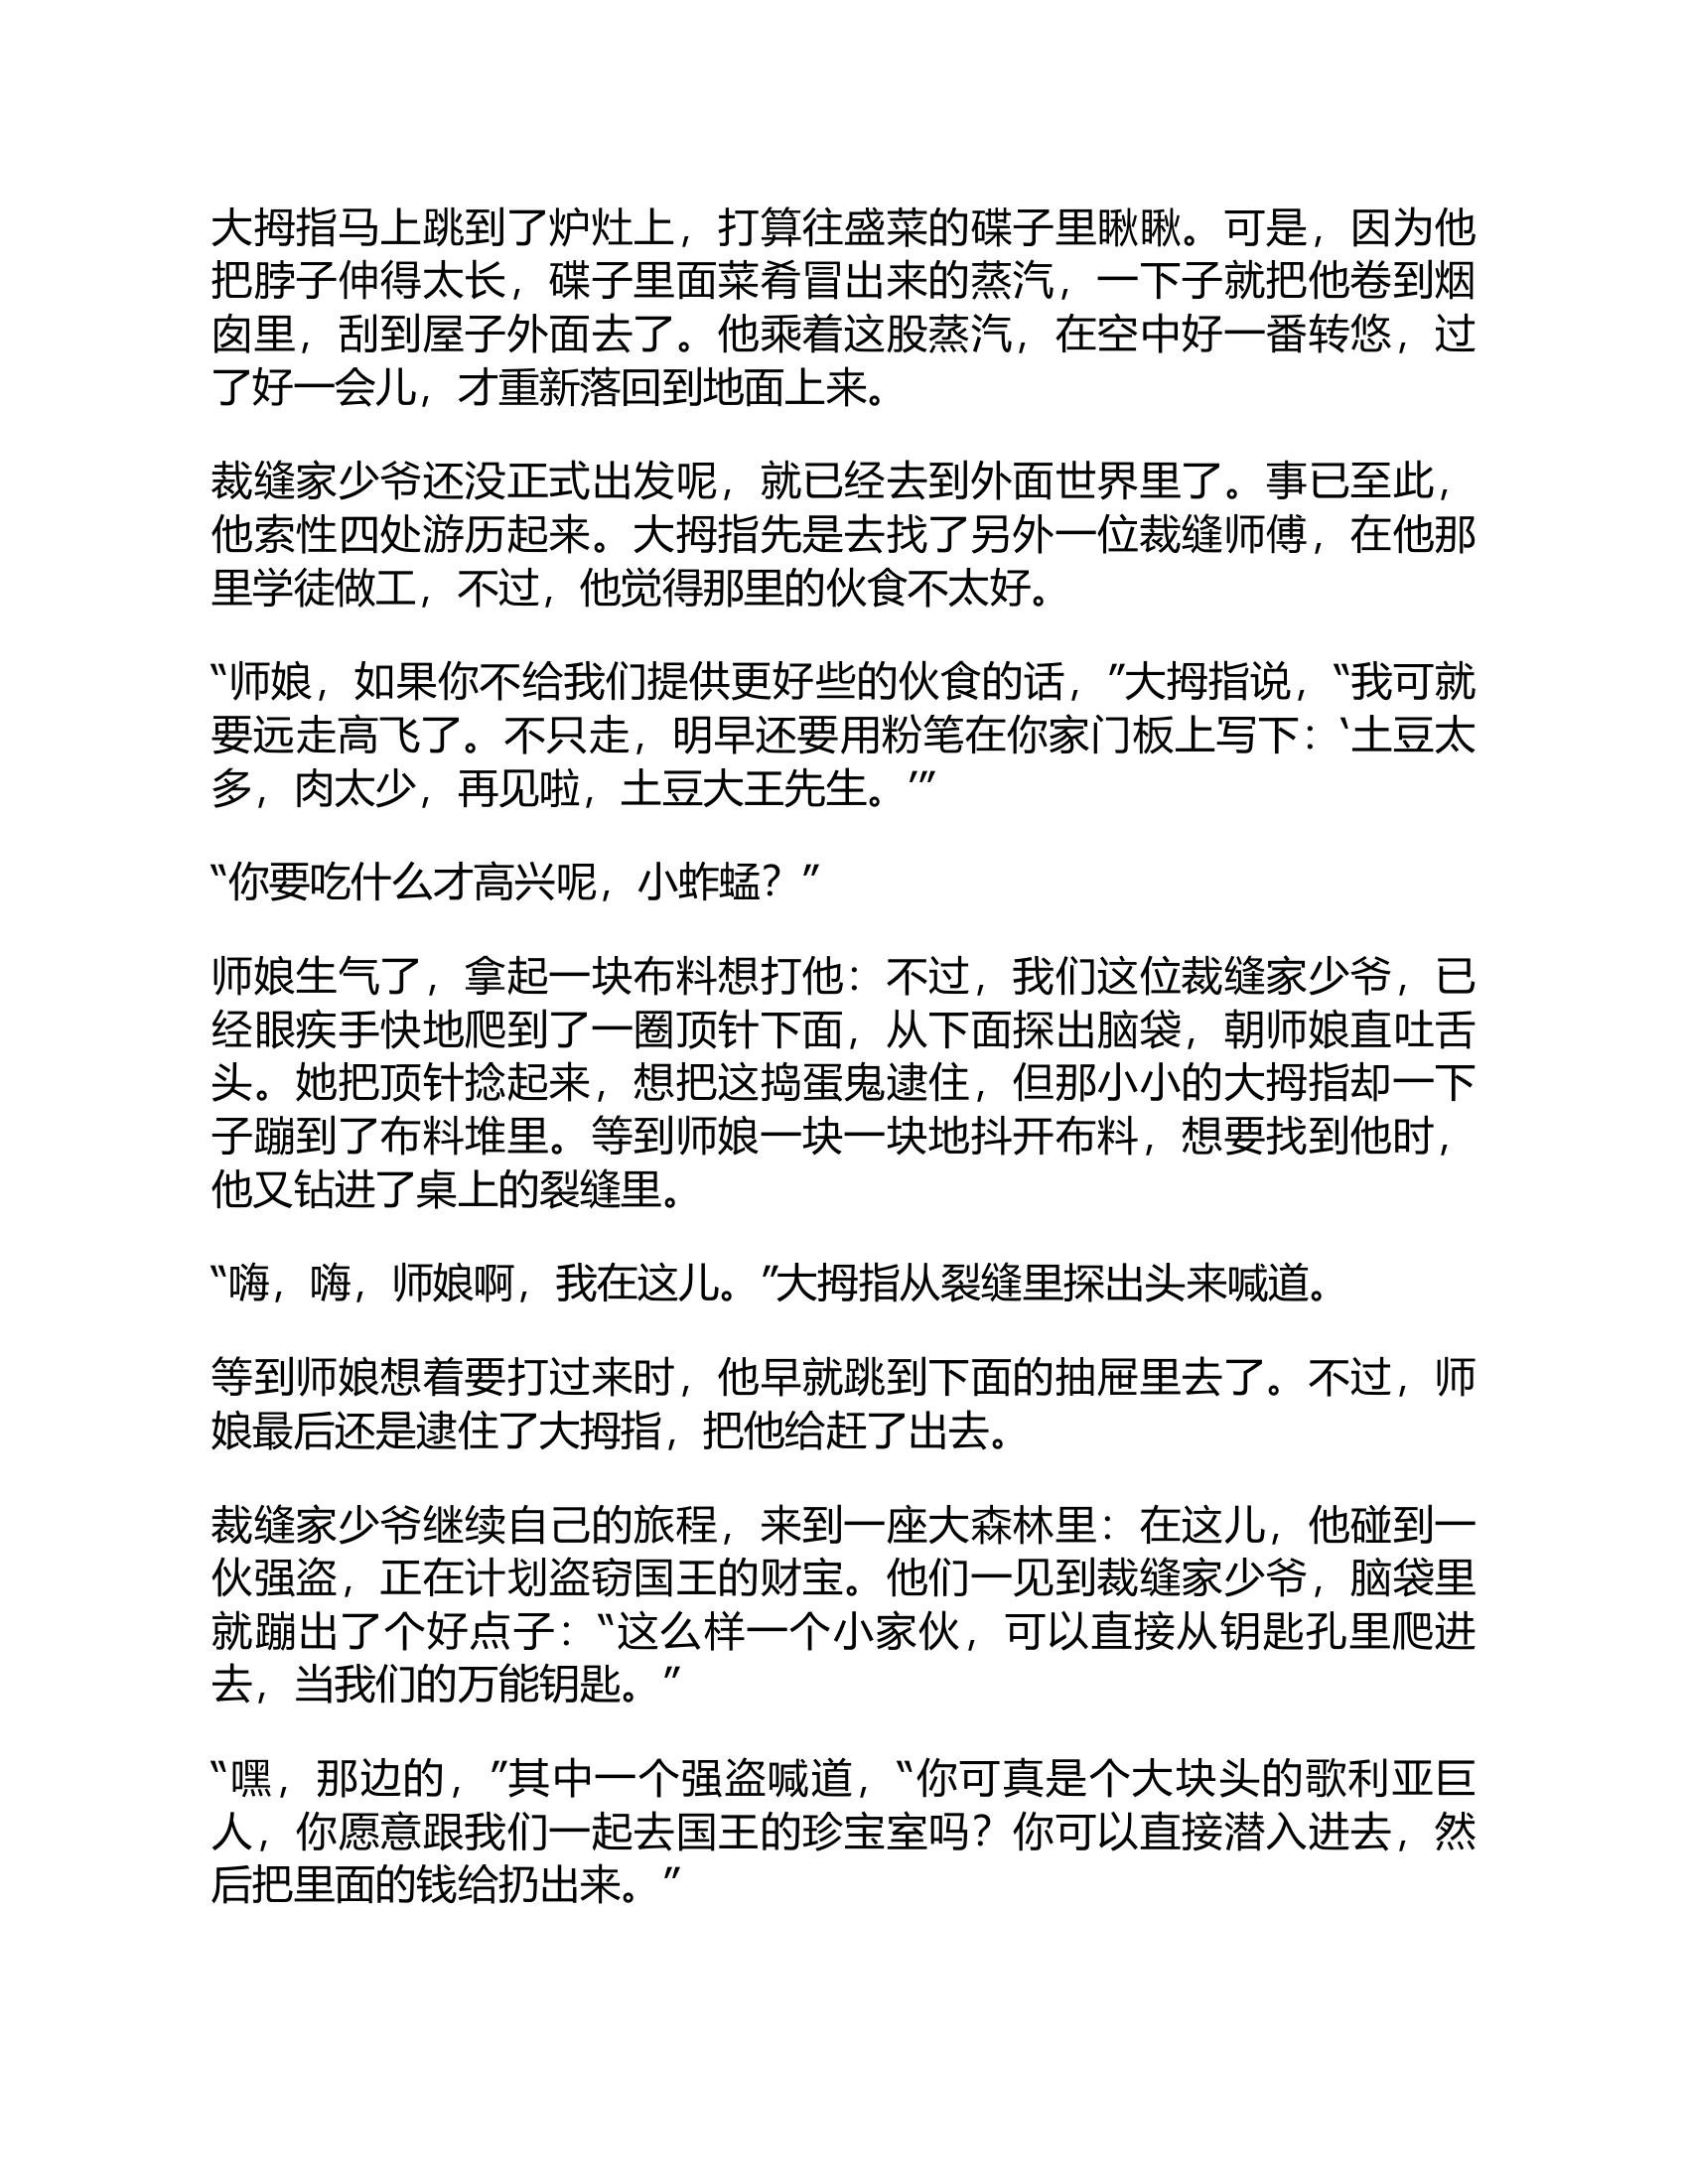 大拇指马上跳到了炉灶上，打算往盛菜的碟子里瞅瞅。可是，因为他
把脖子伸得太长，碟子里面菜肴冒出来的蒸汽，一下子就把他卷到烟
囱里，刮到屋子外面去了。他乘着这股蒸汽，在空中好一番转悠，过
了好一会儿，才重新落回到地面上来。
裁缝家少爷还没正式出发呢，就已经去到外面世界里了。事已至此，
他索性四处游历起来。大拇指先是去找了另外一位裁缝师傅，在他那
里学徒做工，不过，他觉得那里的伙食不太好。
“师娘，如果你不给我们提供更好些的伙食的话，”大拇指说，“我可就
要远走高飞了。不只走，明早还要用粉笔在你家门板上写下：‘土豆太
多，肉太少，再见啦，土豆大王先生。’”
“你要吃什么才高兴呢，小蚱蜢？”
师娘生气了，拿起一块布料想打他：不过，我们这位裁缝家少爷，已
经眼疾手快地爬到了一圈顶针下面，从下面探出脑袋，朝师娘直吐舌
头。她把顶针捻起来，想把这捣蛋鬼逮住，但那小小的大拇指却一下
子蹦到了布料堆里。等到师娘一块一块地抖开布料，想要找到他时，
他又钻进了桌上的裂缝里。
“嗨，嗨，师娘啊，我在这儿。”大拇指从裂缝里探出头来喊道。
等到师娘想着要打过来时，他早就跳到下面的抽屉里去了。不过，师
娘最后还是逮住了大拇指，把他给赶了出去。
裁缝家少爷继续自己的旅程，来到一座大森林里：在这儿，他碰到一
伙强盗，正在计划盗窃国王的财宝。他们一见到裁缝家少爷，脑袋里
就蹦出了个好点子：“这么样一个小家伙，可以直接从钥匙孔里爬进
去，当我们的万能钥匙。”
“嘿，那边的，”其中一个强盗喊道，“你可真是个大块头的歌利亚巨
人，你愿意跟我们一起去国王的珍宝室吗？你可以直接潜入进去，然
后把里面的钱给扔出来。”